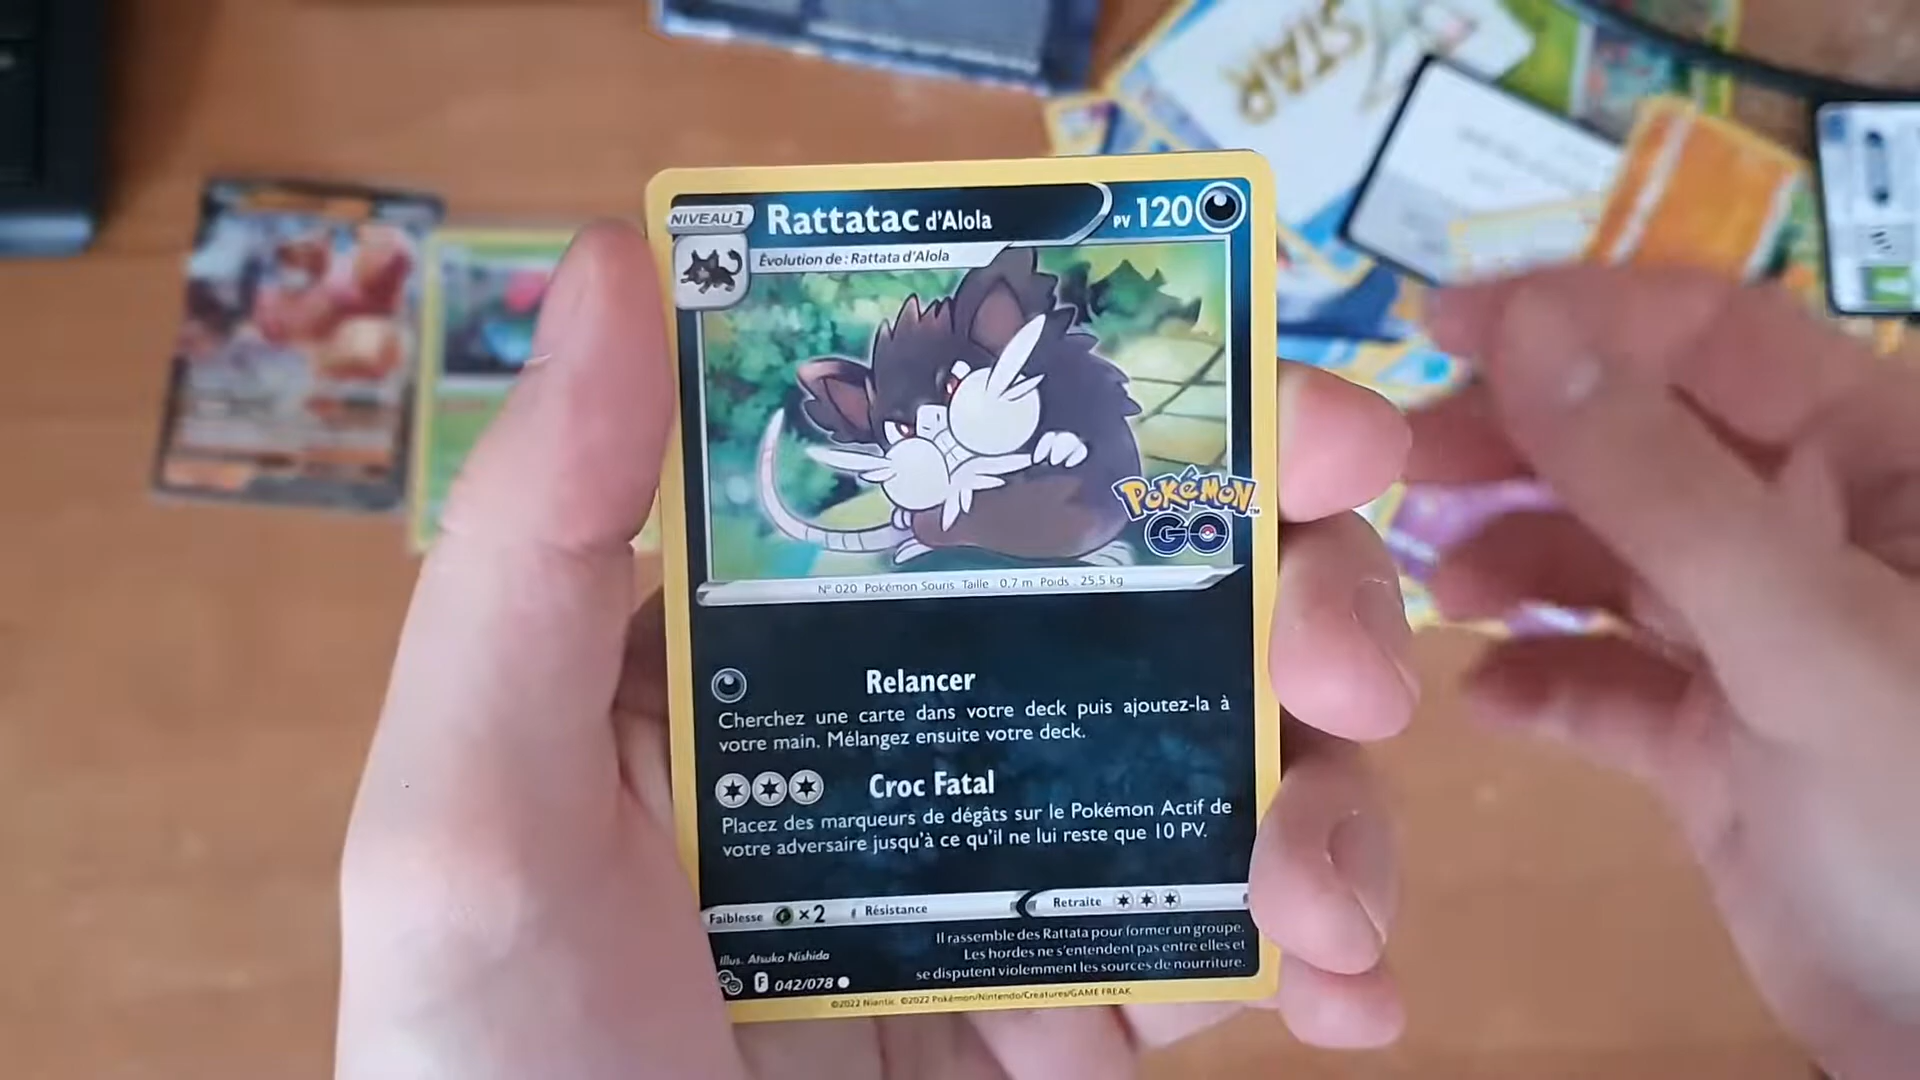 STAR
NIVEAU 1
Rattatac d'Alola
PV 120
Évolution de : Rattata d'Alola
POKÉMON™
GO
N° 020 Pokémon Souris Taille : 0,7 m Poids : 25,5 kg
Relancer
Cherchez une carte dans votre deck puis ajoutez-la à
votre main. Mélangez ensuite votre deck.
Croc Fatal
Placez des marqueurs de dégâts sur le Pokémon Actif de
votre adversaire jusqu'à ce qu'il ne lui reste que 10 PV.
Faiblesse ×2 Résistance Retraite
Il rassemble des Rattata pour former un groupe.
Les hordes ne s'entendent pas entre elles et
se disputent violemment les sources de nourriture.
Illus. Atsuko Nishida
F 042/078
©2022 Niantic. ©2022 Pokémon/Nintendo/Creatures/GAME FREAK.